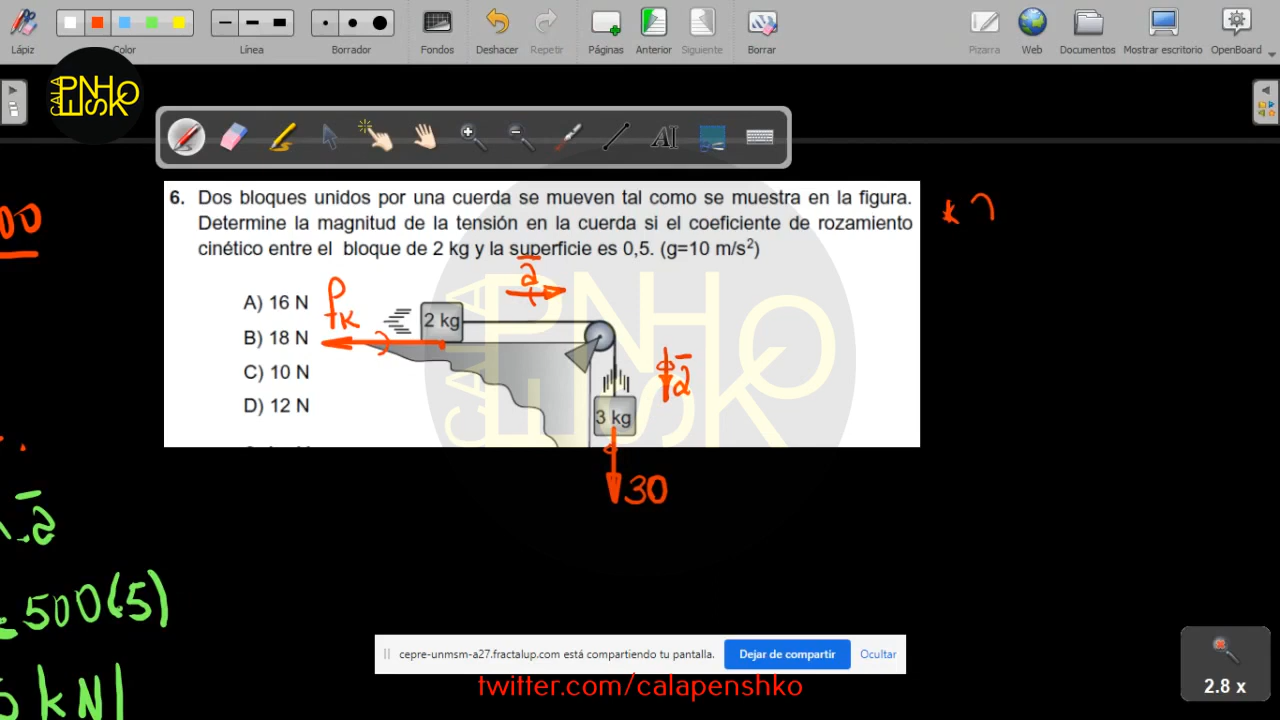 Lápiz Color Línea Borrador Fondos Deshacer Repetir Páginas Anterior Siguiente Borrar Pizarra Web Documentos Mostrar escritorio OpenBoard
CALA PENSHKO
6. Dos bloques unidos por una cuerda se mueven tal como se muestra en la figura.
Determine la magnitud de la tensión en la cuerda si el coeficiente de rozamiento
cinético entre el bloque de 2 kg y la superficie es 0,5. (g=10 m/s²)
00
A) 16 N
B) 18 N
C) 10 N
D) 12 N
fK
2 kg
a
a
3 kg
30
.a
500(5)
kN
cepre-unmsm-a27.fractalup.com está compartiendo tu pantalla. Dejar de compartir Ocultar
twitter.com/calapenshko
2.8 x